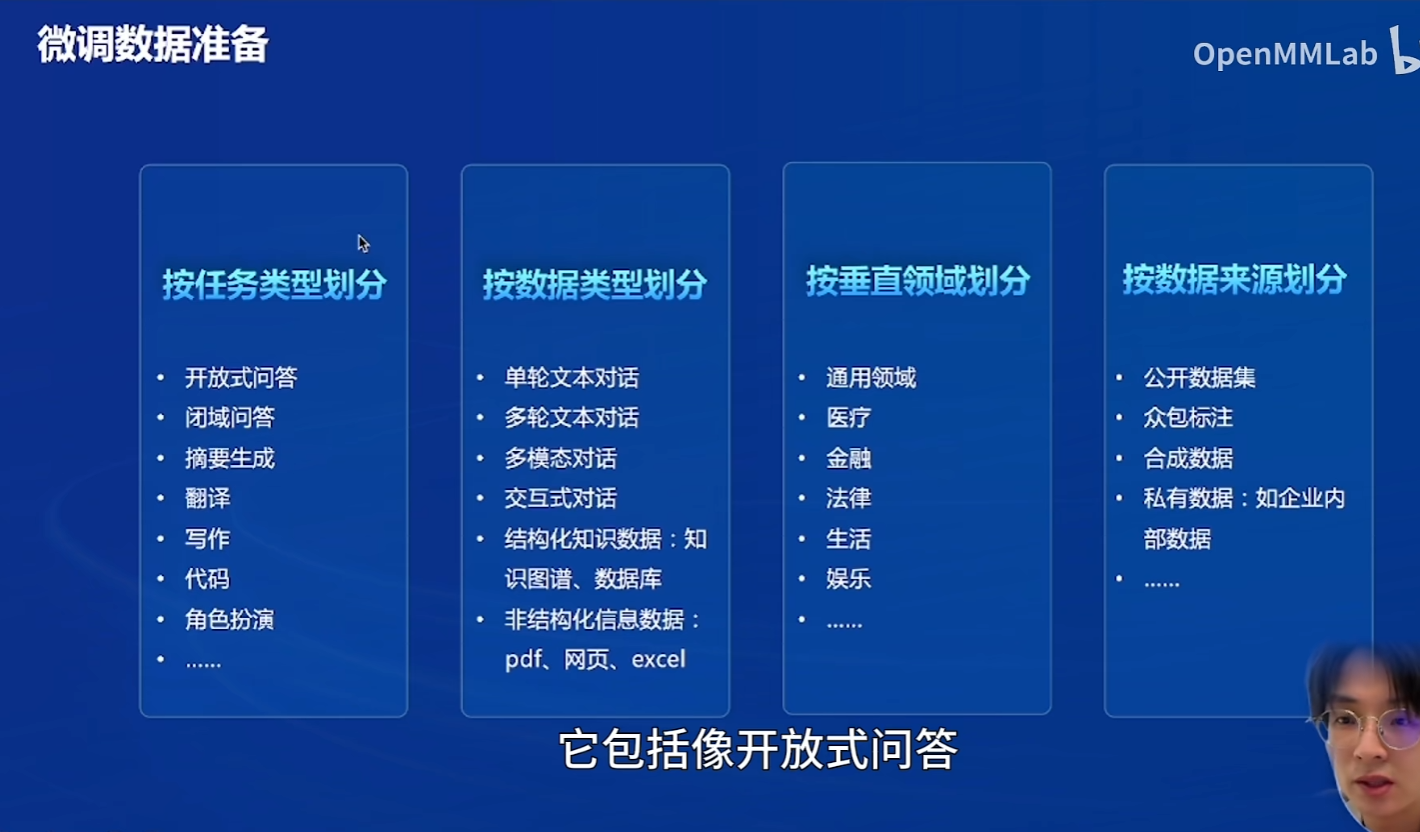 微调数据准备
OpenMMLab
按任务类型划分
• 开放式问答
• 闭域问答
• 摘要生成
• 翻译
• 写作
• 代码
• 角色扮演
• ......
按数据类型划分
• 单轮文本对话
• 多轮文本对话
• 多模态对话
• 交互式对话
• 结构化知识数据：知
识图谱、数据库
• 非结构化信息数据：
pdf、网页、excel
按垂直领域划分
• 通用领域
• 医疗
• 金融
• 法律
• 生活
• 娱乐
• ......
按数据来源划分
• 公开数据集
• 众包标注
• 合成数据
• 私有数据：如企业内
部数据
• ......
它包括像开放式问答